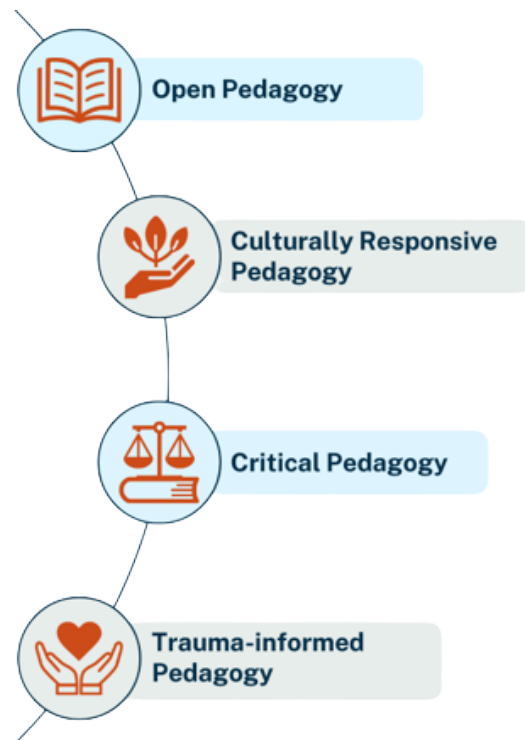 Open Pedagogy
Culturally Responsive
Pedagogy
Critical Pedagogy
Trauma-informed
Pedagogy